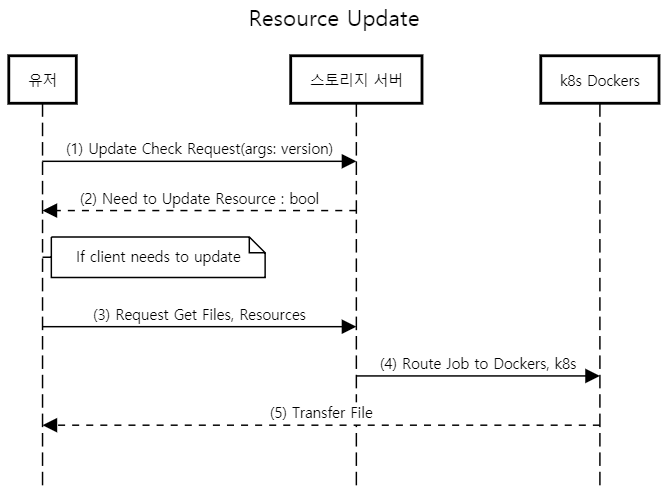 Resource Update
유저
스토리지 서버
k8s Dockers
(1) Update Check Request(args: version)
(2) Need to Update Resource : bool
If client needs to update
(3) Request Get Files, Resources
(4) Route Job to Dockers, k8s
(5) Transfer File